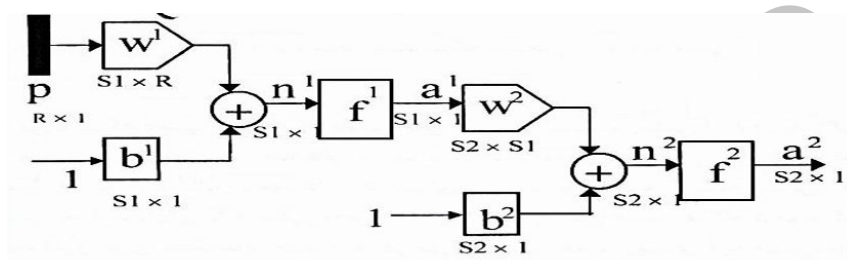 w¹
S1 × R
p
R × 1
1
b¹
S1 × 1
+
n¹
S1 × 1
f¹
a¹
S1 × 1
w²
S2 × S1
1
b²
S2 × 1
+
n²
S2 × 1
f²
a²
S2 × 1